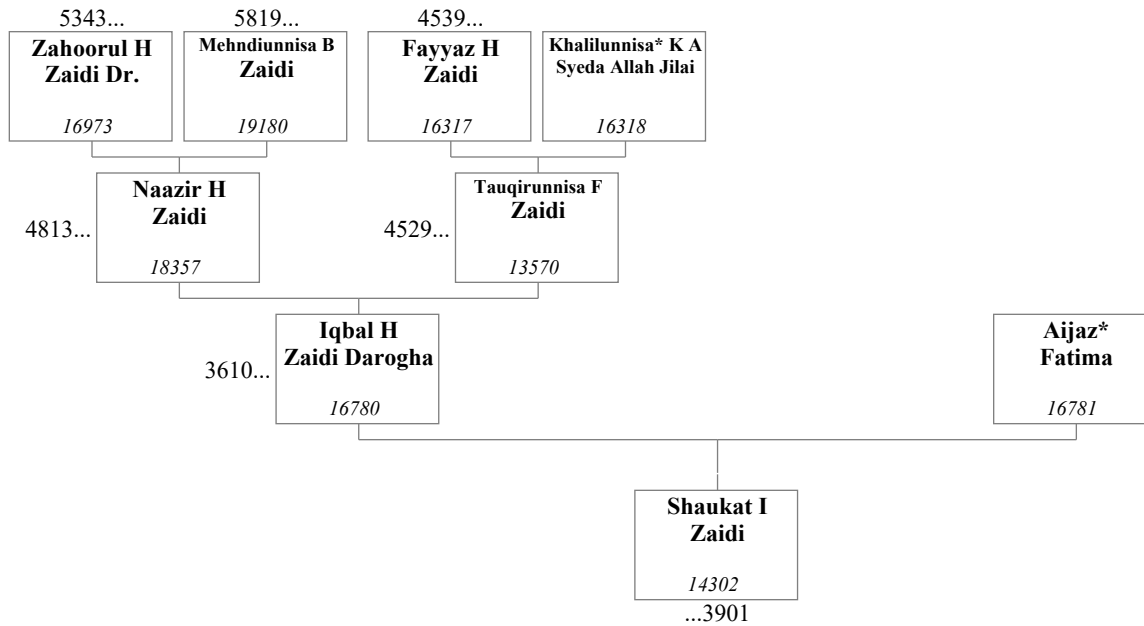 5343...
5819...
4539...
Zahoorul H
Zaidi Dr.
16973
Mehndiunnisa B
Zaidi
19180
Fayyaz H
Zaidi
16317
Khalilunnisa* K A
Syeda Allah Jilai
16318
4813...
Naazir H
Zaidi
18357
4529...
Tauqirunnisa F
Zaidi
13570
3610...
Iqbal H
Zaidi Darogha
16780
Aijaz*
Fatima
16781
Shaukat I
Zaidi
14302
...3901